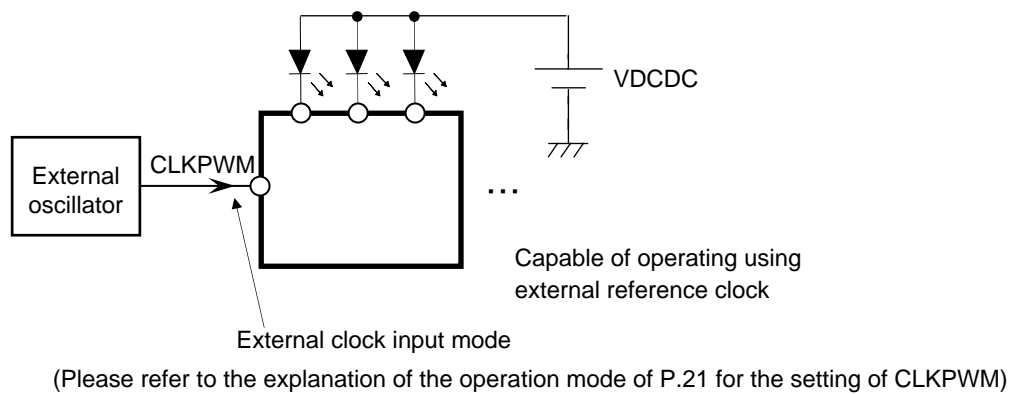 VDCDC
CLKPWM
External
oscillator
...
Capable of operating using
external reference clock
External clock input mode
(Please refer to the explanation of the operation mode of P.21 for the setting of CLKPWM)